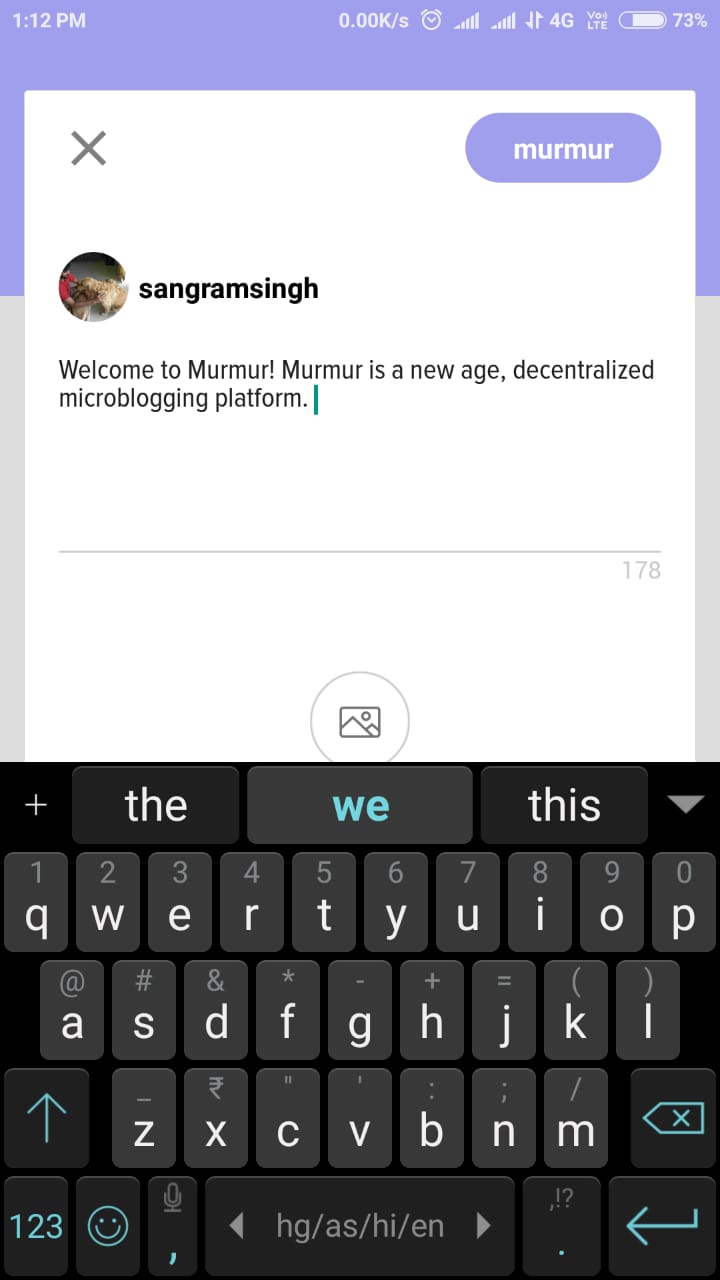 1:12 PM 0.00K/s 4G Vo) LTE 73%
murmur
sangramsingh
Welcome to Murmur! Murmur is a new age, decentralized
microblogging platform.
178
+ the we this
1 2 3 4 5 6 7 8 9 0
q w e r t y u i o p
@ # & * - + = ( )
a s d f g h j k l
_ ₹ " ' : ; /
z x c v b n m
,!?
123 , hg/as/hi/en .